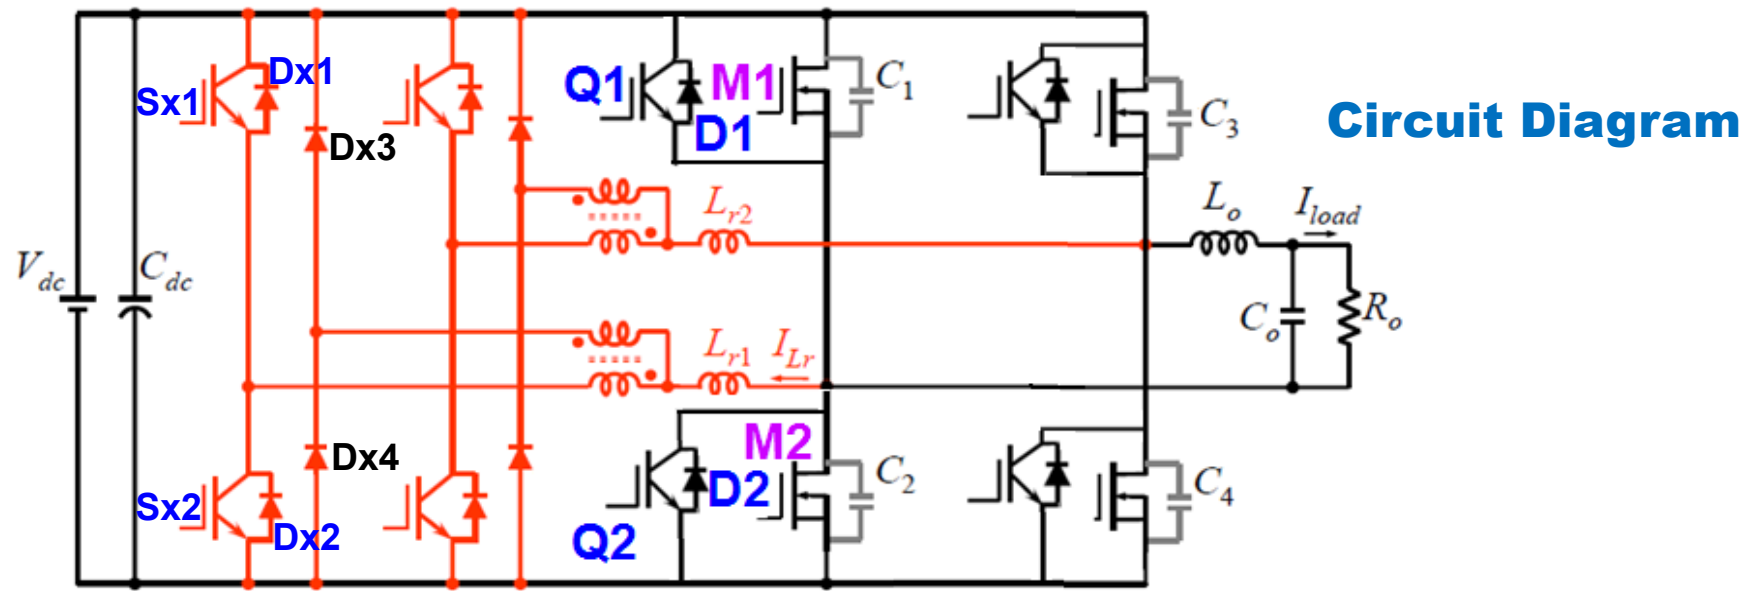 Q1
M1
C1
Dx1
Sx1
D1
C3
Circuit Diagram
Dx3
Lr2
Lo
Iload
Vdc
Cdc
Co
Ro
Lr1
ILr
M2
Dx4
D2
C2
C4
Sx2
Dx2
Q2